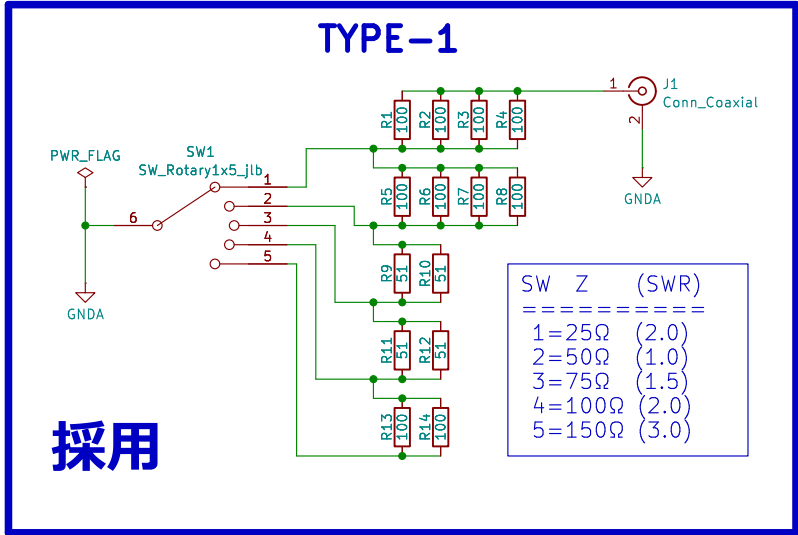 TYPE-1
1
J1
Conn_Coaxial
2
GNDA
R1 100
R2 100
R3 100
R4 100
PWR_FLAG
SW1
SW_Rotary1x5_jlb
1
2
3
4
5
6
GNDA
R5 100
R6 100
R7 100
R8 100
R9 51
R10 51
R11 51
R12 51
R13 100
R14 100
SW Z (SWR)
==========
1=25Ω (2.0)
2=50Ω (1.0)
3=75Ω (1.5)
4=100Ω (2.0)
5=150Ω (3.0)
採用